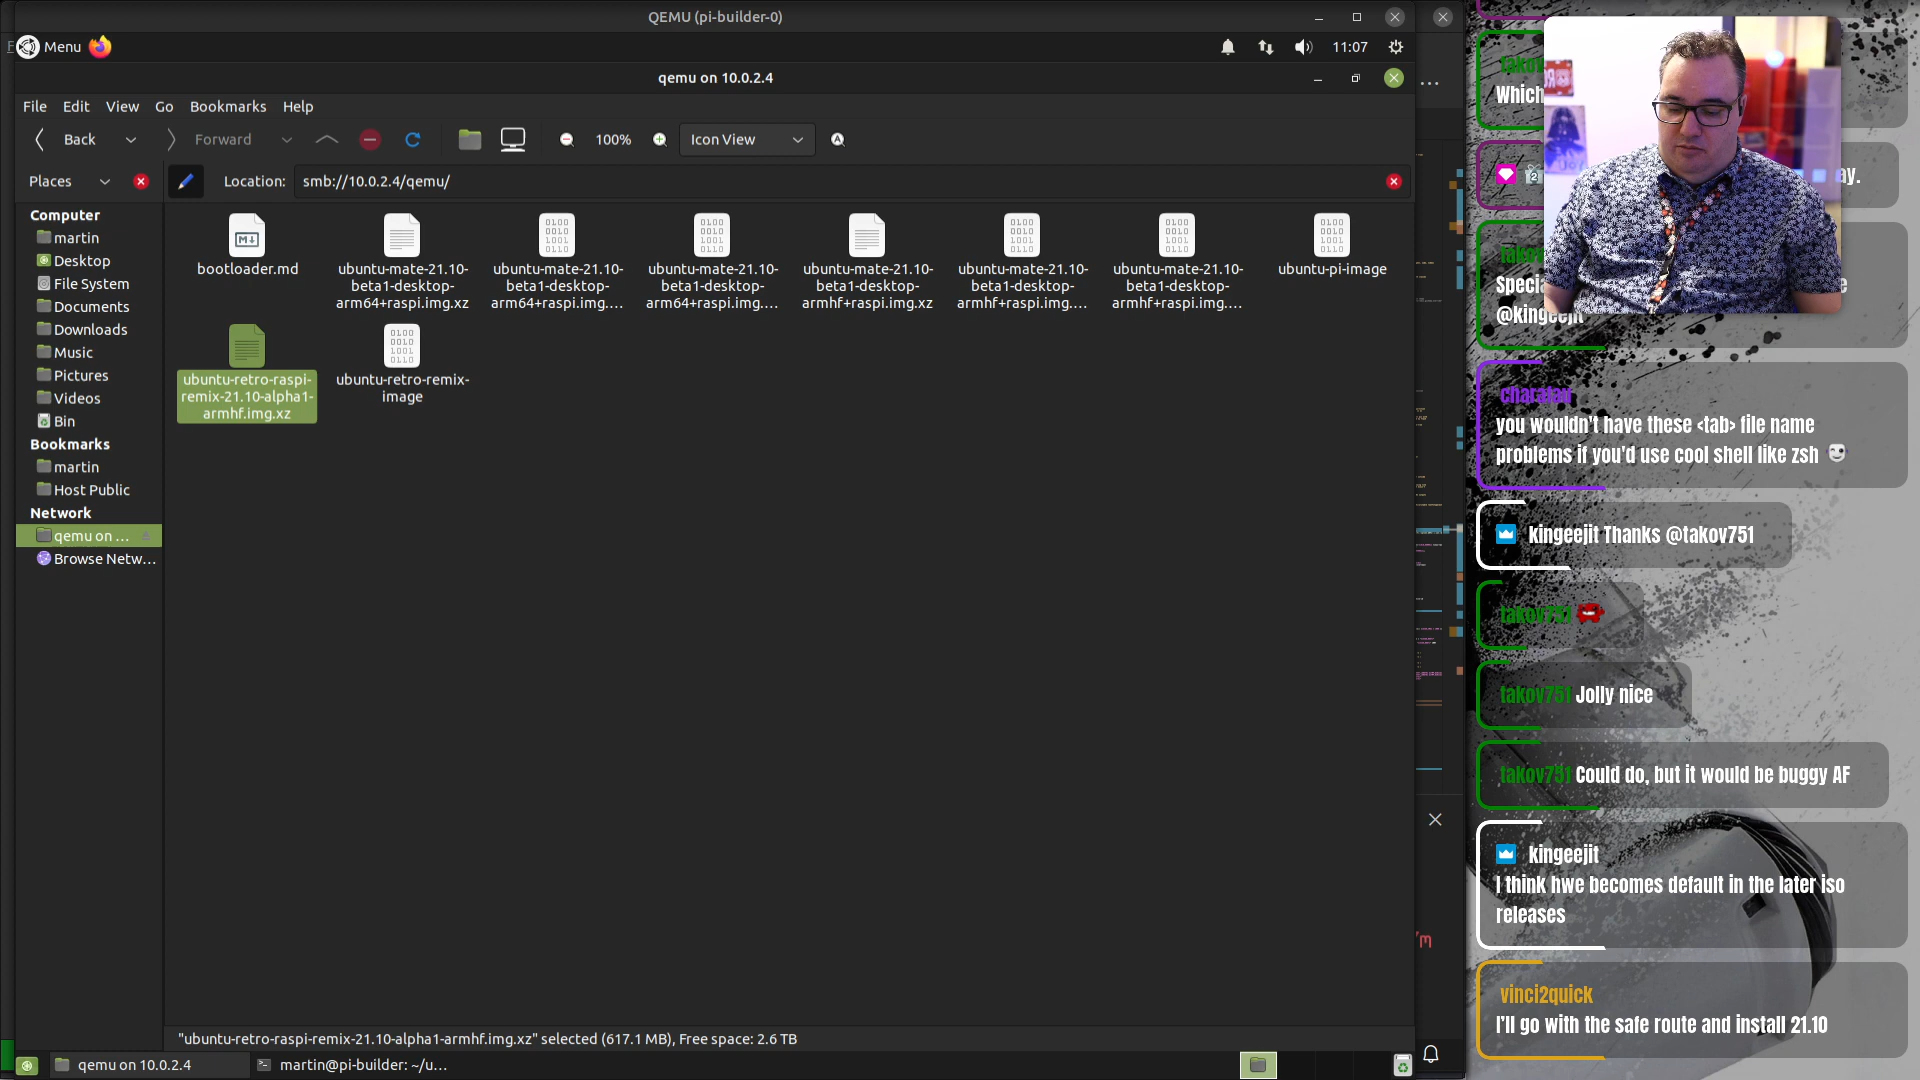 QEMU (pi-builder-0)
Menu
11:07
qemu on 10.0.2.4
File Edit View Go Bookmarks Help
Back Forward 100% Icon View
Places Location: smb://10.0.2.4/qemu/
Computer
martin
Desktop
File System
Documents
Downloads
Music
Pictures
Videos
Bin
Bookmarks
martin
Host Public
Network
qemu on ...
Browse Netw...
bootloader.md
ubuntu-mate-21.10-
beta1-desktop-
arm64+raspi.img.xz
ubuntu-mate-21.10-
beta1-desktop-
arm64+raspi.img....
ubuntu-mate-21.10-
beta1-desktop-
arm64+raspi.img....
ubuntu-mate-21.10-
beta1-desktop-
armhf+raspi.img.xz
ubuntu-mate-21.10-
beta1-desktop-
armhf+raspi.img....
ubuntu-mate-21.10-
beta1-desktop-
armhf+raspi.img....
ubuntu-pi-image
ubuntu-retro-raspi-
remix-21.10-alpha1-
armhf.img.xz
ubuntu-retro-remix-
image
"ubuntu-retro-raspi-remix-21.10-alpha1-armhf.img.xz" selected (617.1 MB), Free space: 2.6 TB
qemu on 10.0.2.4
martin@pi-builder: ~/u...
takov
Which
ay.
takov
Specia
@kingeejit
charatan
you wouldn't have these <tab> file name
problems if you'd use cool shell like zsh
kingeejit Thanks @takov751
takov751
takov751 Jolly nice
takov751 Could do, but it would be buggy AF
kingeejit
I think hwe becomes default in the later iso
releases
vinci2quick
I'll go with the safe route and install 21.10